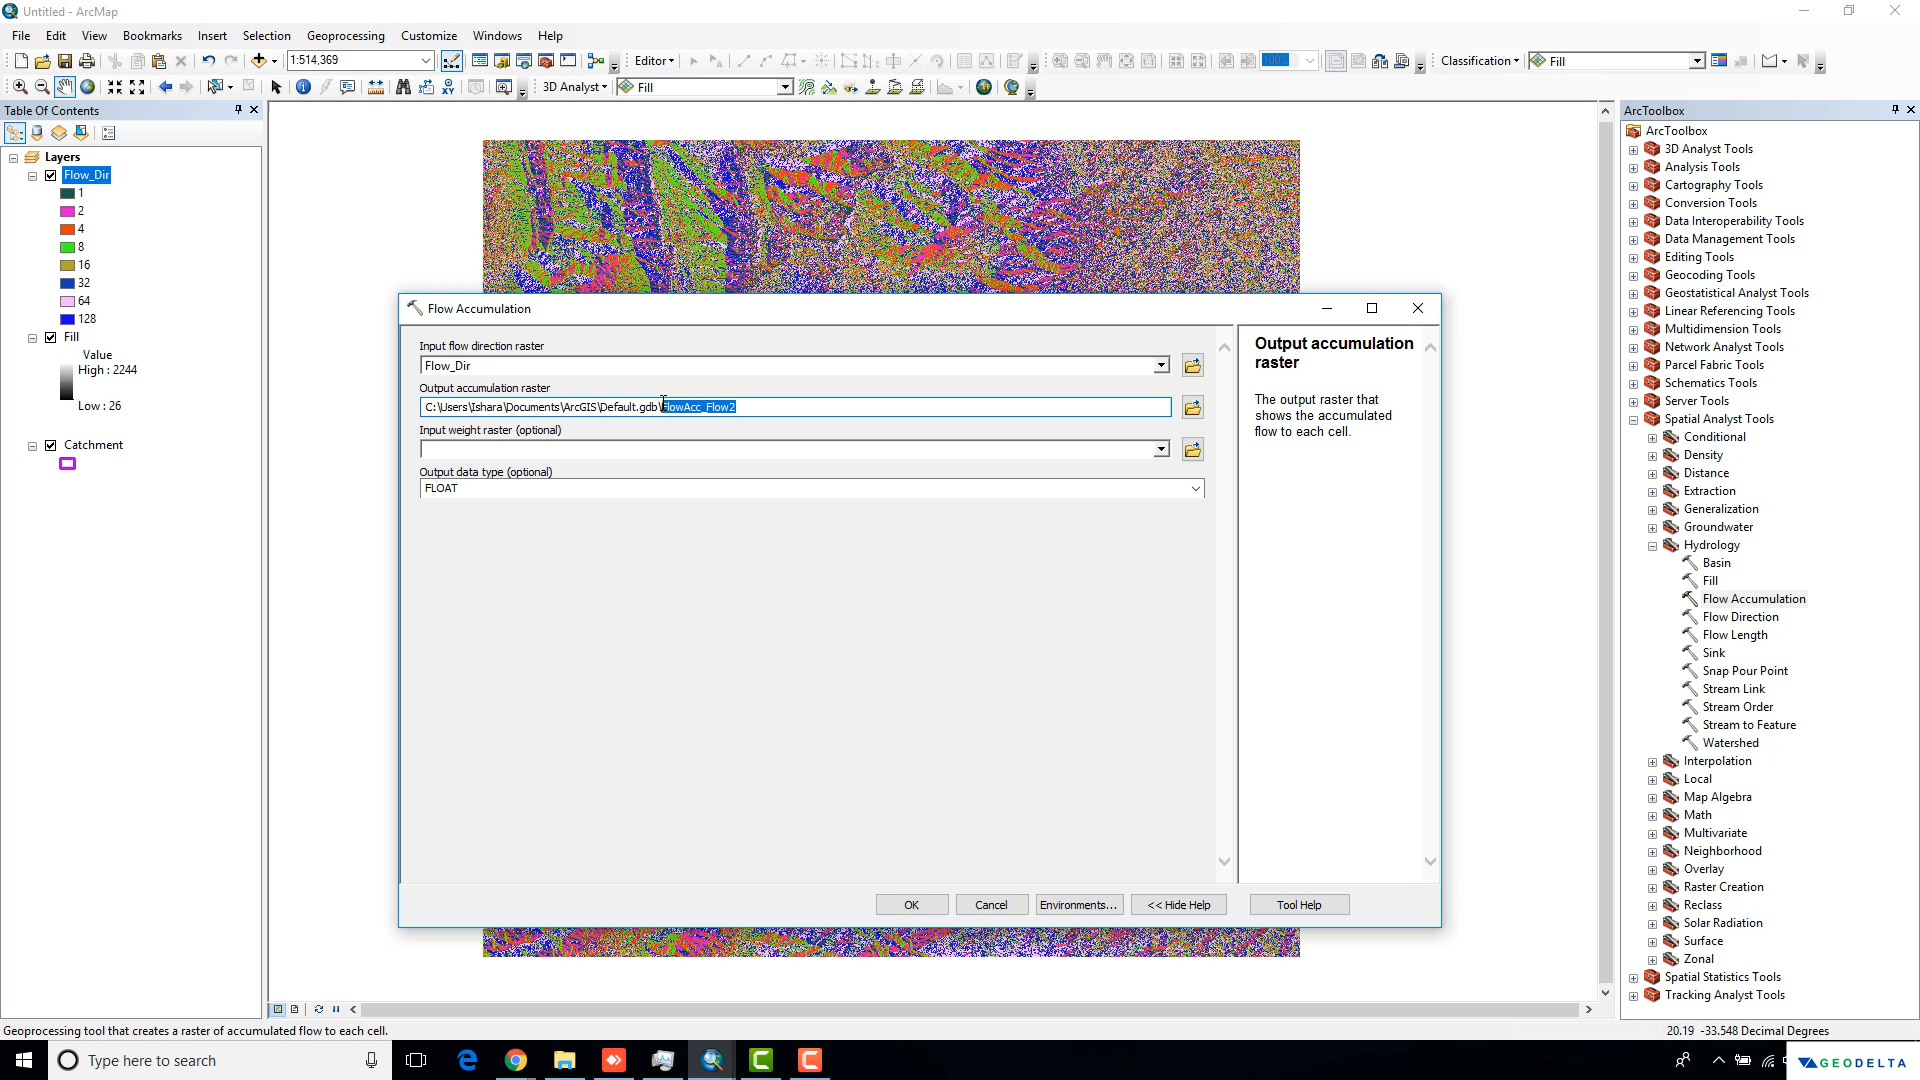 Untitled - ArcMap
File Edit View Bookmarks Insert Selection Geoprocessing Customize Windows Help
1:514,369
Editor
100%
Classification
Fill
3D Analyst
Fill
Table Of Contents
Layers
Flow_Dir
1
2
4
8
16
32
64
128
Fill
Value
High : 2244
Low : 26
Catchment
Flow Accumulation
Input flow direction raster
Flow_Dir
Output accumulation raster
C:\Users\Ishara\Documents\ArcGIS\Default.gdb\FlowAcc_Flow2
Input weight raster (optional)
Output data type (optional)
FLOAT
OK
Cancel
Environments...
<< Hide Help
Tool Help
Output accumulation
raster
The output raster that
shows the accumulated
flow to each cell.
ArcToolbox
ArcToolbox
3D Analyst Tools
Analysis Tools
Cartography Tools
Conversion Tools
Data Interoperability Tools
Data Management Tools
Editing Tools
Geocoding Tools
Geostatistical Analyst Tools
Linear Referencing Tools
Multidimension Tools
Network Analyst Tools
Parcel Fabric Tools
Schematics Tools
Server Tools
Spatial Analyst Tools
Conditional
Density
Distance
Extraction
Generalization
Groundwater
Hydrology
Basin
Fill
Flow Accumulation
Flow Direction
Flow Length
Sink
Snap Pour Point
Stream Link
Stream Order
Stream to Feature
Watershed
Interpolation
Local
Map Algebra
Math
Multivariate
Neighborhood
Overlay
Raster Creation
Reclass
Solar Radiation
Surface
Zonal
Spatial Statistics Tools
Tracking Analyst Tools
Geoprocessing tool that creates a raster of accumulated flow to each cell.
20.19 -33.548 Decimal Degrees
Type here to search
GEODELTA